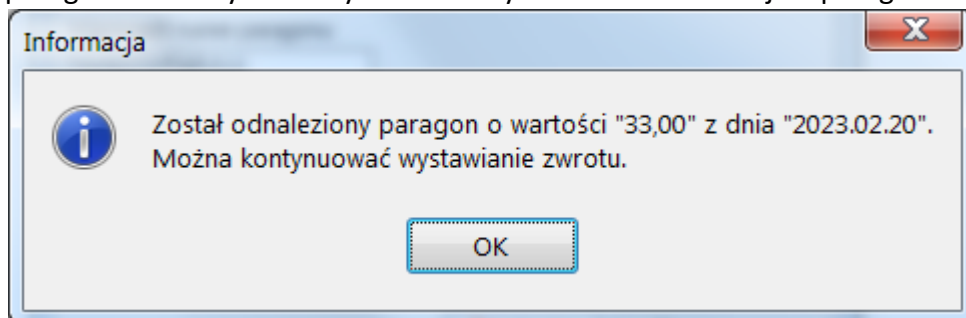 Informacja
Został odnaleziony paragon o wartości "33,00" z dnia "2023.02.20".
Można kontynuować wystawianie zwrotu.
OK